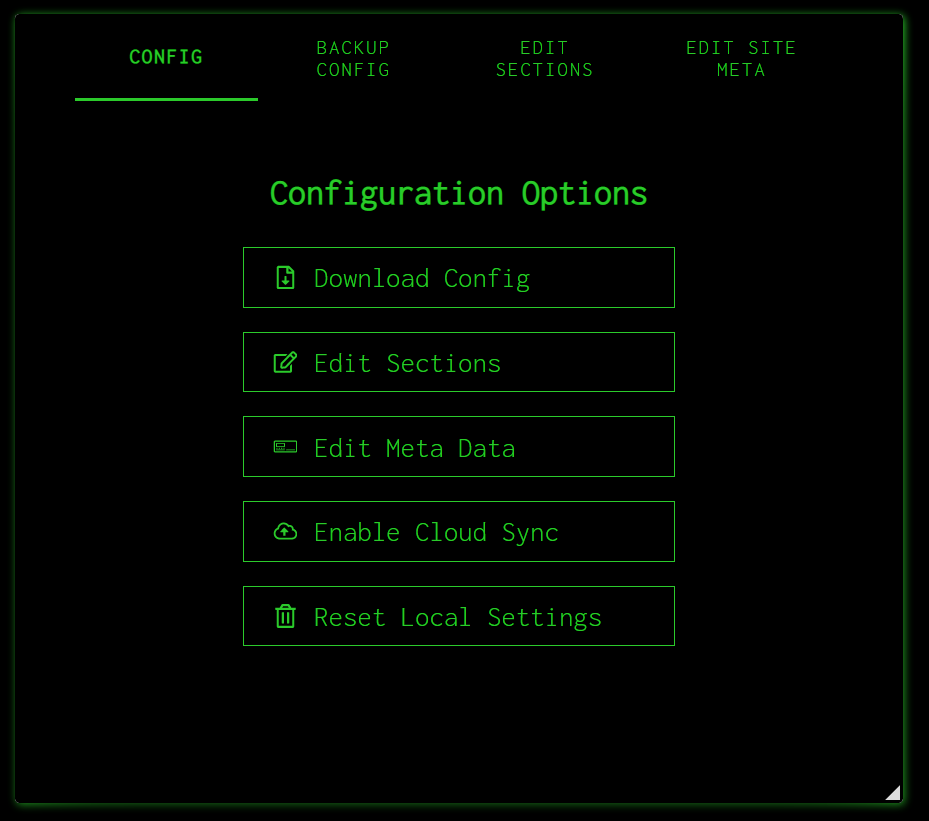 CONFIG
BACKUP
CONFIG
EDIT
SECTIONS
EDIT SITE
META
Configuration Options
Download Config
Edit Sections
Edit Meta Data
Enable Cloud Sync
Reset Local Settings